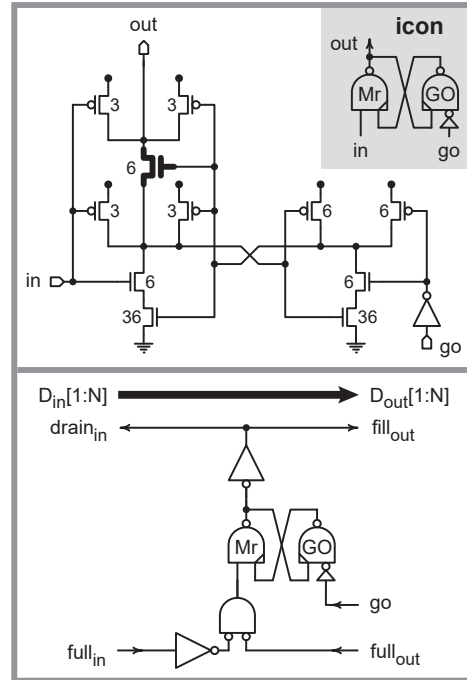 out
icon
out
3
3
Mr
GO
6
in
go
3
3
6
6
in
6
6
36
36
go
D_in[1:N]
D_out[1:N]
drain_in
fill_out
Mr
GO
go
full_in
full_out